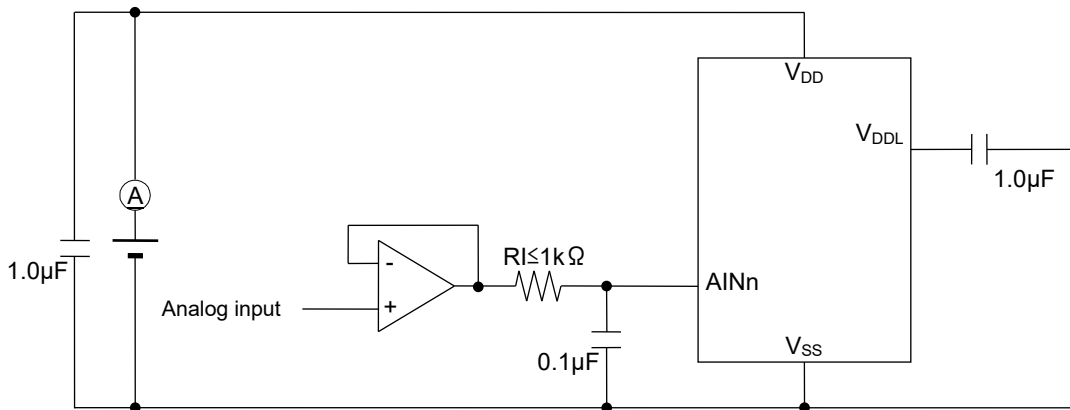 VDD
VDDL
1.0µF
A
1.0µF
RI≤1kΩ
-
+
Analog input
AINn
0.1µF
VSS